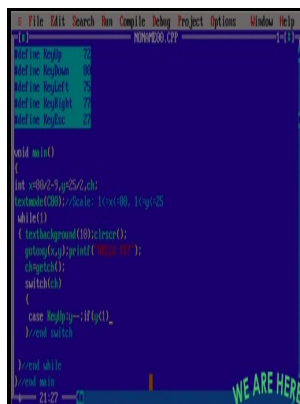 ≡ File Edit Search Run Compile Debug Project Options Window Help
[■] NONAME00.CPP 1=[↕]
#define KeyUp 72
#define KeyDown 80
#define KeyLeft 75
#define KeyRight 77
#define KeyEsc 27
void main()
{
int x=80/2-9,y=25/2,ch;
textmode(C80);//Scale: 1<=x<=80, 1<=y<=25
while(1)
{ textbackground(10);clrscr();
gotoxy(x,y);printf("HELLO FIT");
ch=getch();
switch(ch)
{
case KeyUp:y--;if(y<1)_
}//end switch
}//end while
}//end main
21:27
WE ARE HERE